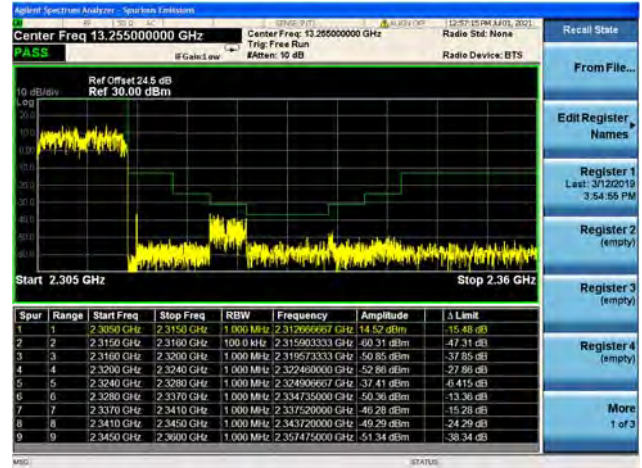 Agilent Spectrum Analyzer - Spurious Emissions
RF 50 Ω AC SENSE:INT ALIGN OFF 12:57:15 PM Jul 01, 2021
Center Freq 13.255000000 GHz Center Freq: 13.255000000 GHz Radio Std: None
Trig: Free Run
PASS IFGain:Low #Atten: 10 dB Radio Device: BTS
Ref Offset 24.5 dB
10 dB/div Ref 30.00 dBm
Log
20.0
10.0
0.00
Start 2.305 GHz Stop 2.36 GHz
Spur Range Start Freq Stop Freq RBW Frequency Amplitude Δ Limit
1 1 2.3050 GHz 2.3150 GHz 1.000 MHz 2.312666667 GHz 14.52 dBm -15.48 dB
2 2 2.3150 GHz 2.3160 GHz 100.0 kHz 2.315903333 GHz -60.31 dBm -47.31 dB
3 3 2.3160 GHz 2.3200 GHz 1.000 MHz 2.319573333 GHz -50.85 dBm -37.85 dB
4 4 2.3200 GHz 2.3240 GHz 1.000 MHz 2.322460000 GHz -52.86 dBm -27.86 dB
5 5 2.3240 GHz 2.3280 GHz 1.000 MHz 2.324906667 GHz -37.41 dBm -6.415 dB
6 6 2.3280 GHz 2.3370 GHz 1.000 MHz 2.334735000 GHz -50.36 dBm -13.36 dB
7 7 2.3370 GHz 2.3410 GHz 1.000 MHz 2.337520000 GHz -46.28 dBm -15.28 dB
8 8 2.3410 GHz 2.3450 GHz 1.000 MHz 2.343720000 GHz -49.29 dBm -24.29 dB
9 9 2.3450 GHz 2.3600 GHz 1.000 MHz 2.357475000 GHz -51.34 dBm -38.34 dB
MSG STATUS
Recall State
From File...
Edit Register
Names
Register 1
Last: 3/12/2019
3:54:55 PM
Register 2
(empty)
Register 3
(empty)
Register 4
(empty)
More
1 of 3